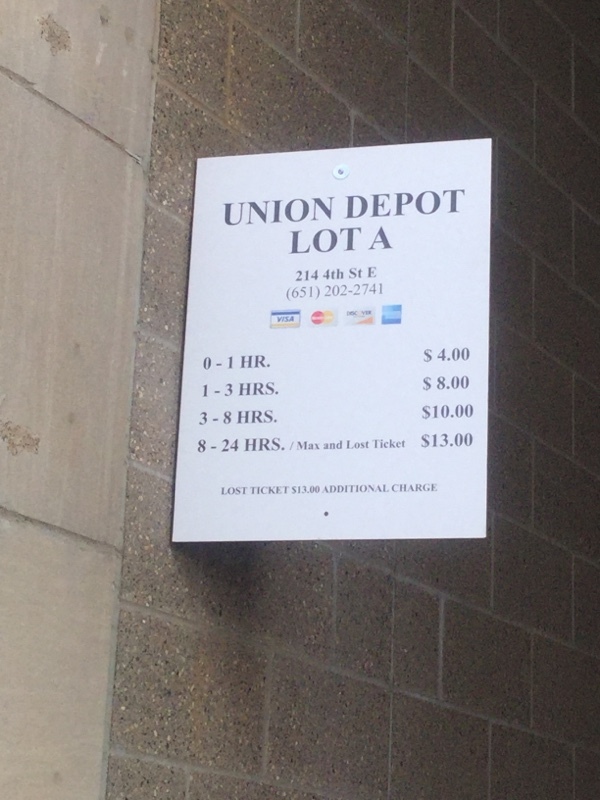 UNION DEPOT
LOT A
214 4th St E
(651) 202-2741
VISA MasterCard DISCOVER
0 - 1 HR. $ 4.00
1 - 3 HRS. $ 8.00
3 - 8 HRS. $10.00
8 - 24 HRS. / Max and Lost Ticket $13.00
LOST TICKET $13.00 ADDITIONAL CHARGE